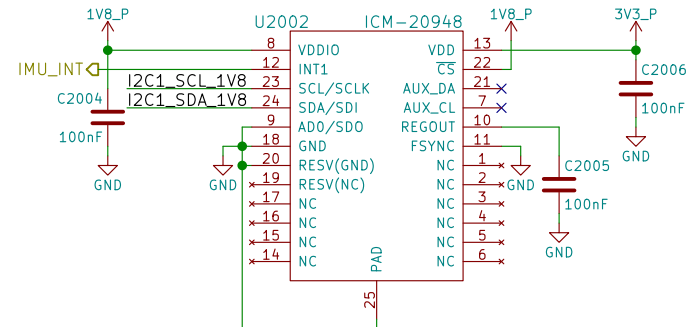 1V8_P
1V8_P
3V3_P
U2002
ICM-20948
8
VDDIO
VDD
13
IMU_INT
12
INT1
CS
22
I2C1_SCL_1V8
23
SCL/SCLK
AUX_DA
21
C2006
C2004
I2C1_SDA_1V8
24
SDA/SDI
AUX_CL
7
100nF
9
AD0/SDO
REGOUT
10
100nF
18
GND
FSYNC
11
GND
20
RESV(GND)
NC
1
C2005
GND
GND
19
RESV(NC)
NC
2
GND
17
NC
NC
3
100nF
16
NC
NC
4
15
NC
NC
5
GND
14
NC
NC
6
PAD
25